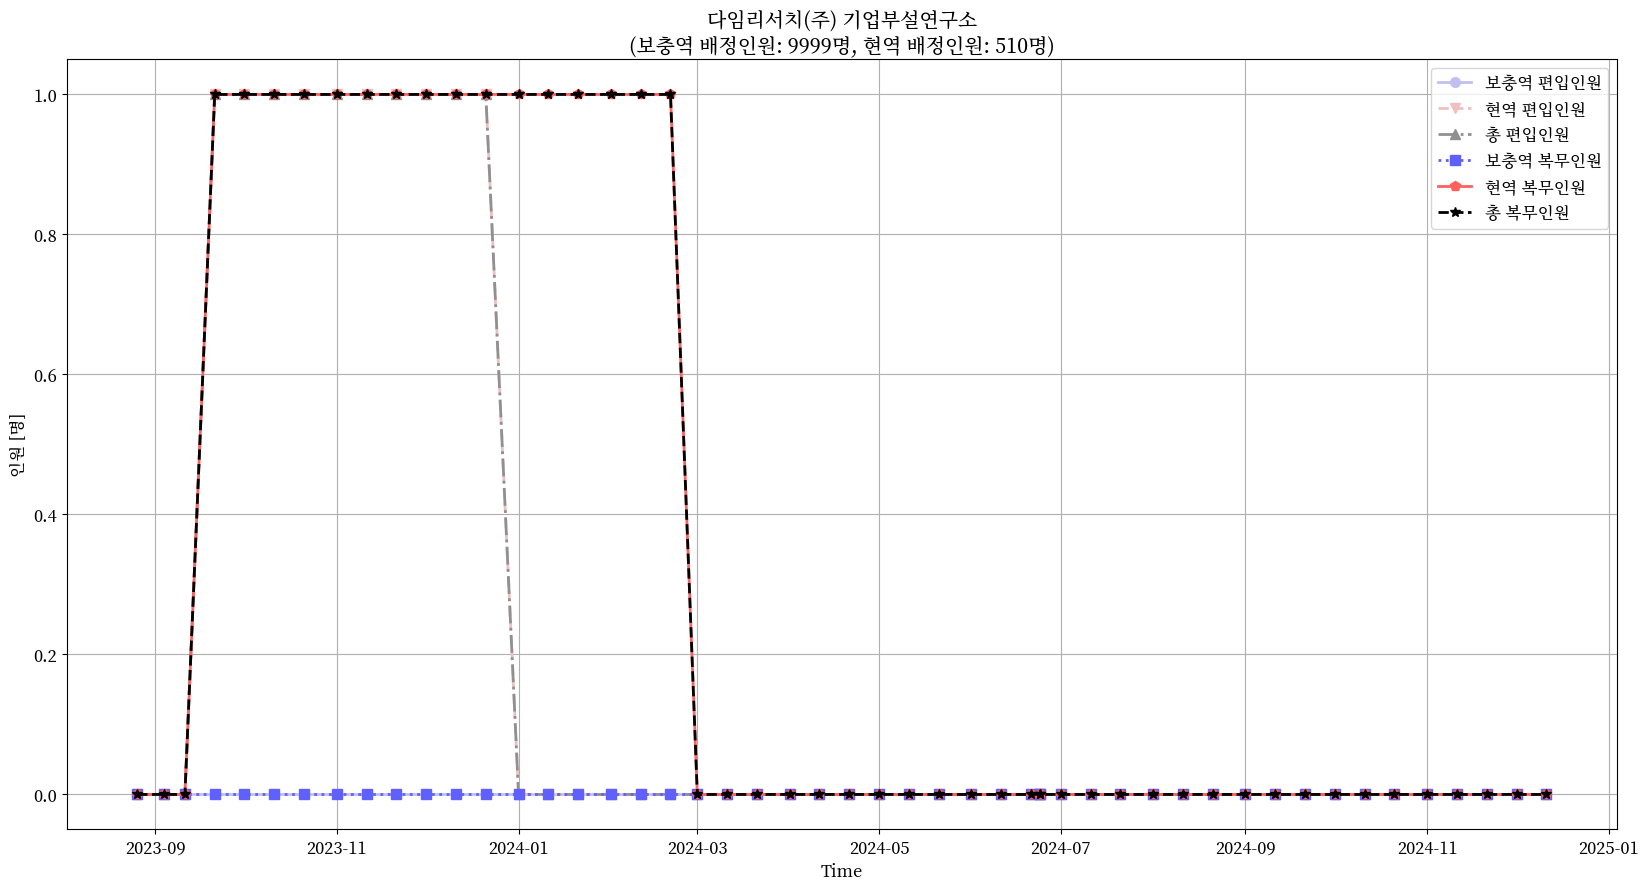 다임리서치(주) 기업부설연구소
(보충역 배정인원: 9999명, 현역 배정인원: 510명)
보충역 편입인원
현역 편입인원
총 편입인원
보충역 복무인원
현역 복무인원
총 복무인원
1.0
0.8
0.6
0.4
0.2
0.0
인원 [명]
2023-09
2023-11
2024-01
2024-03
2024-05
2024-07
2024-09
2024-11
2025-01
Time